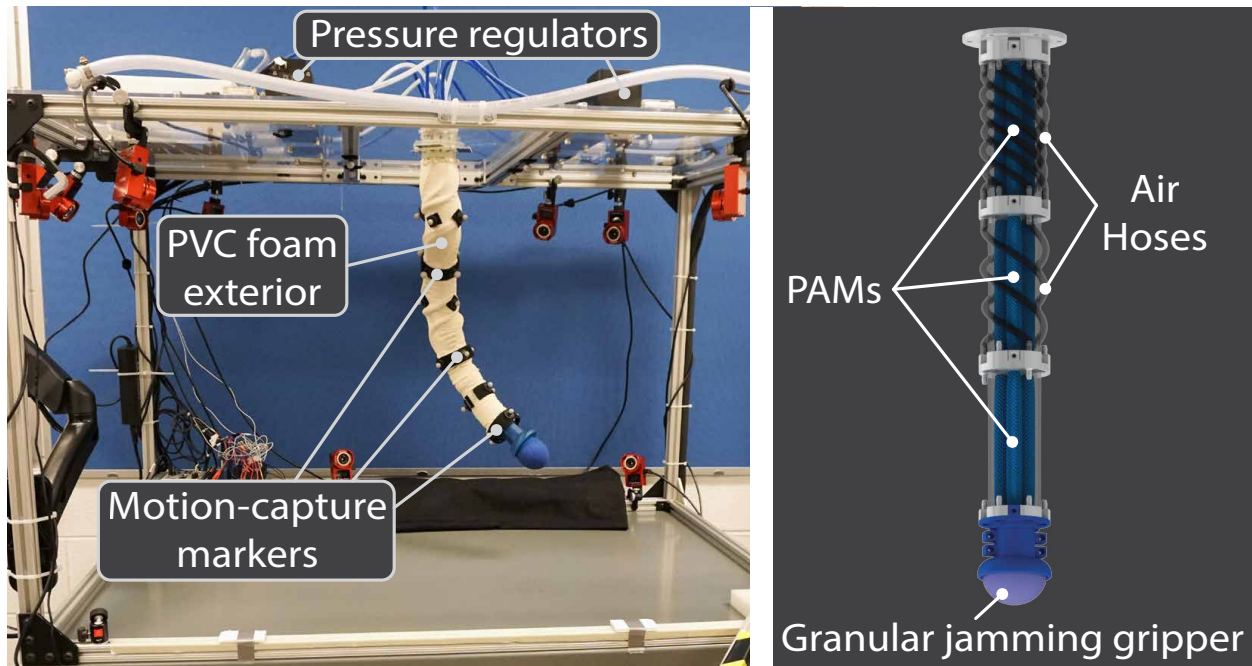 Pressure regulators
PVC foam
exterior
Motion-capture
markers
Air
Hoses
PAMs
Granular jamming gripper